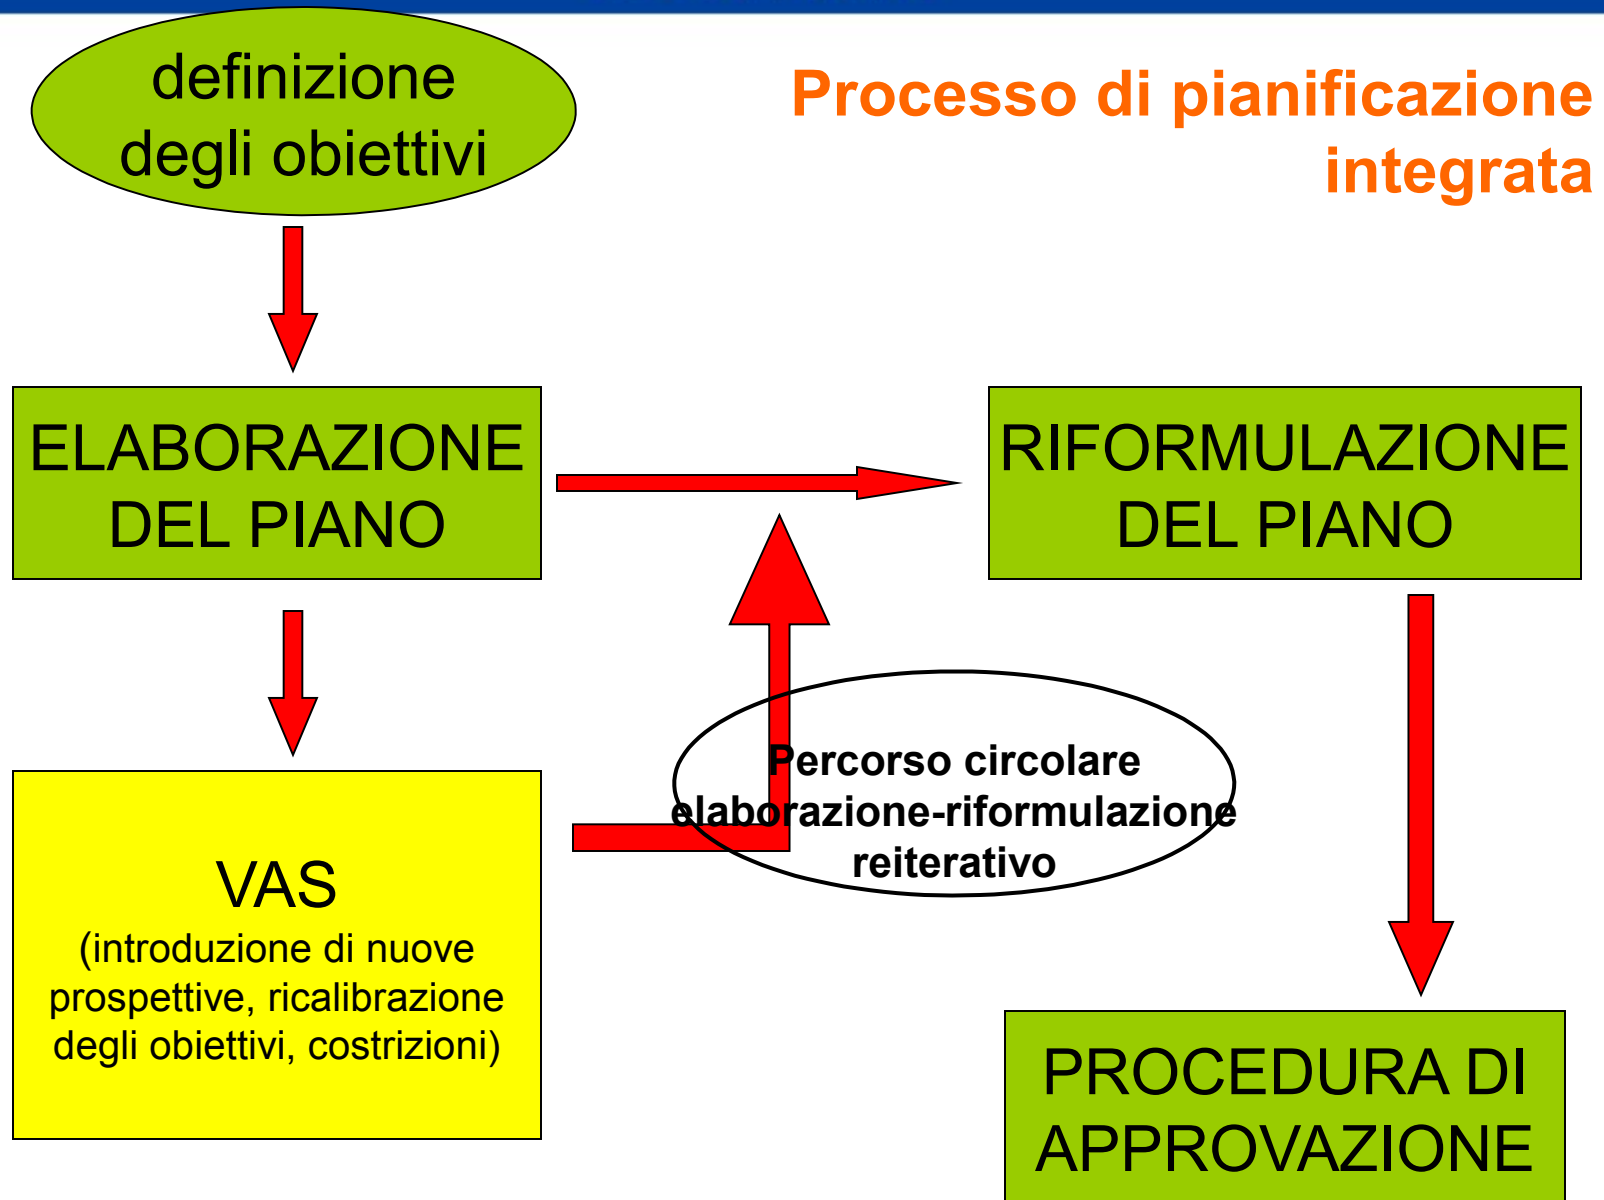 definizione
degli obiettivi
Processo di pianificazione
integrata
ELABORAZIONE
DEL PIANO
RIFORMULAZIONE
DEL PIANO
Percorso circolare
elaborazione-riformulazione
reiterativo
VAS
(introduzione di nuove
prospettive, ricalibrazione
degli obiettivi, costrizioni)
PROCEDURA DI
APPROVAZIONE